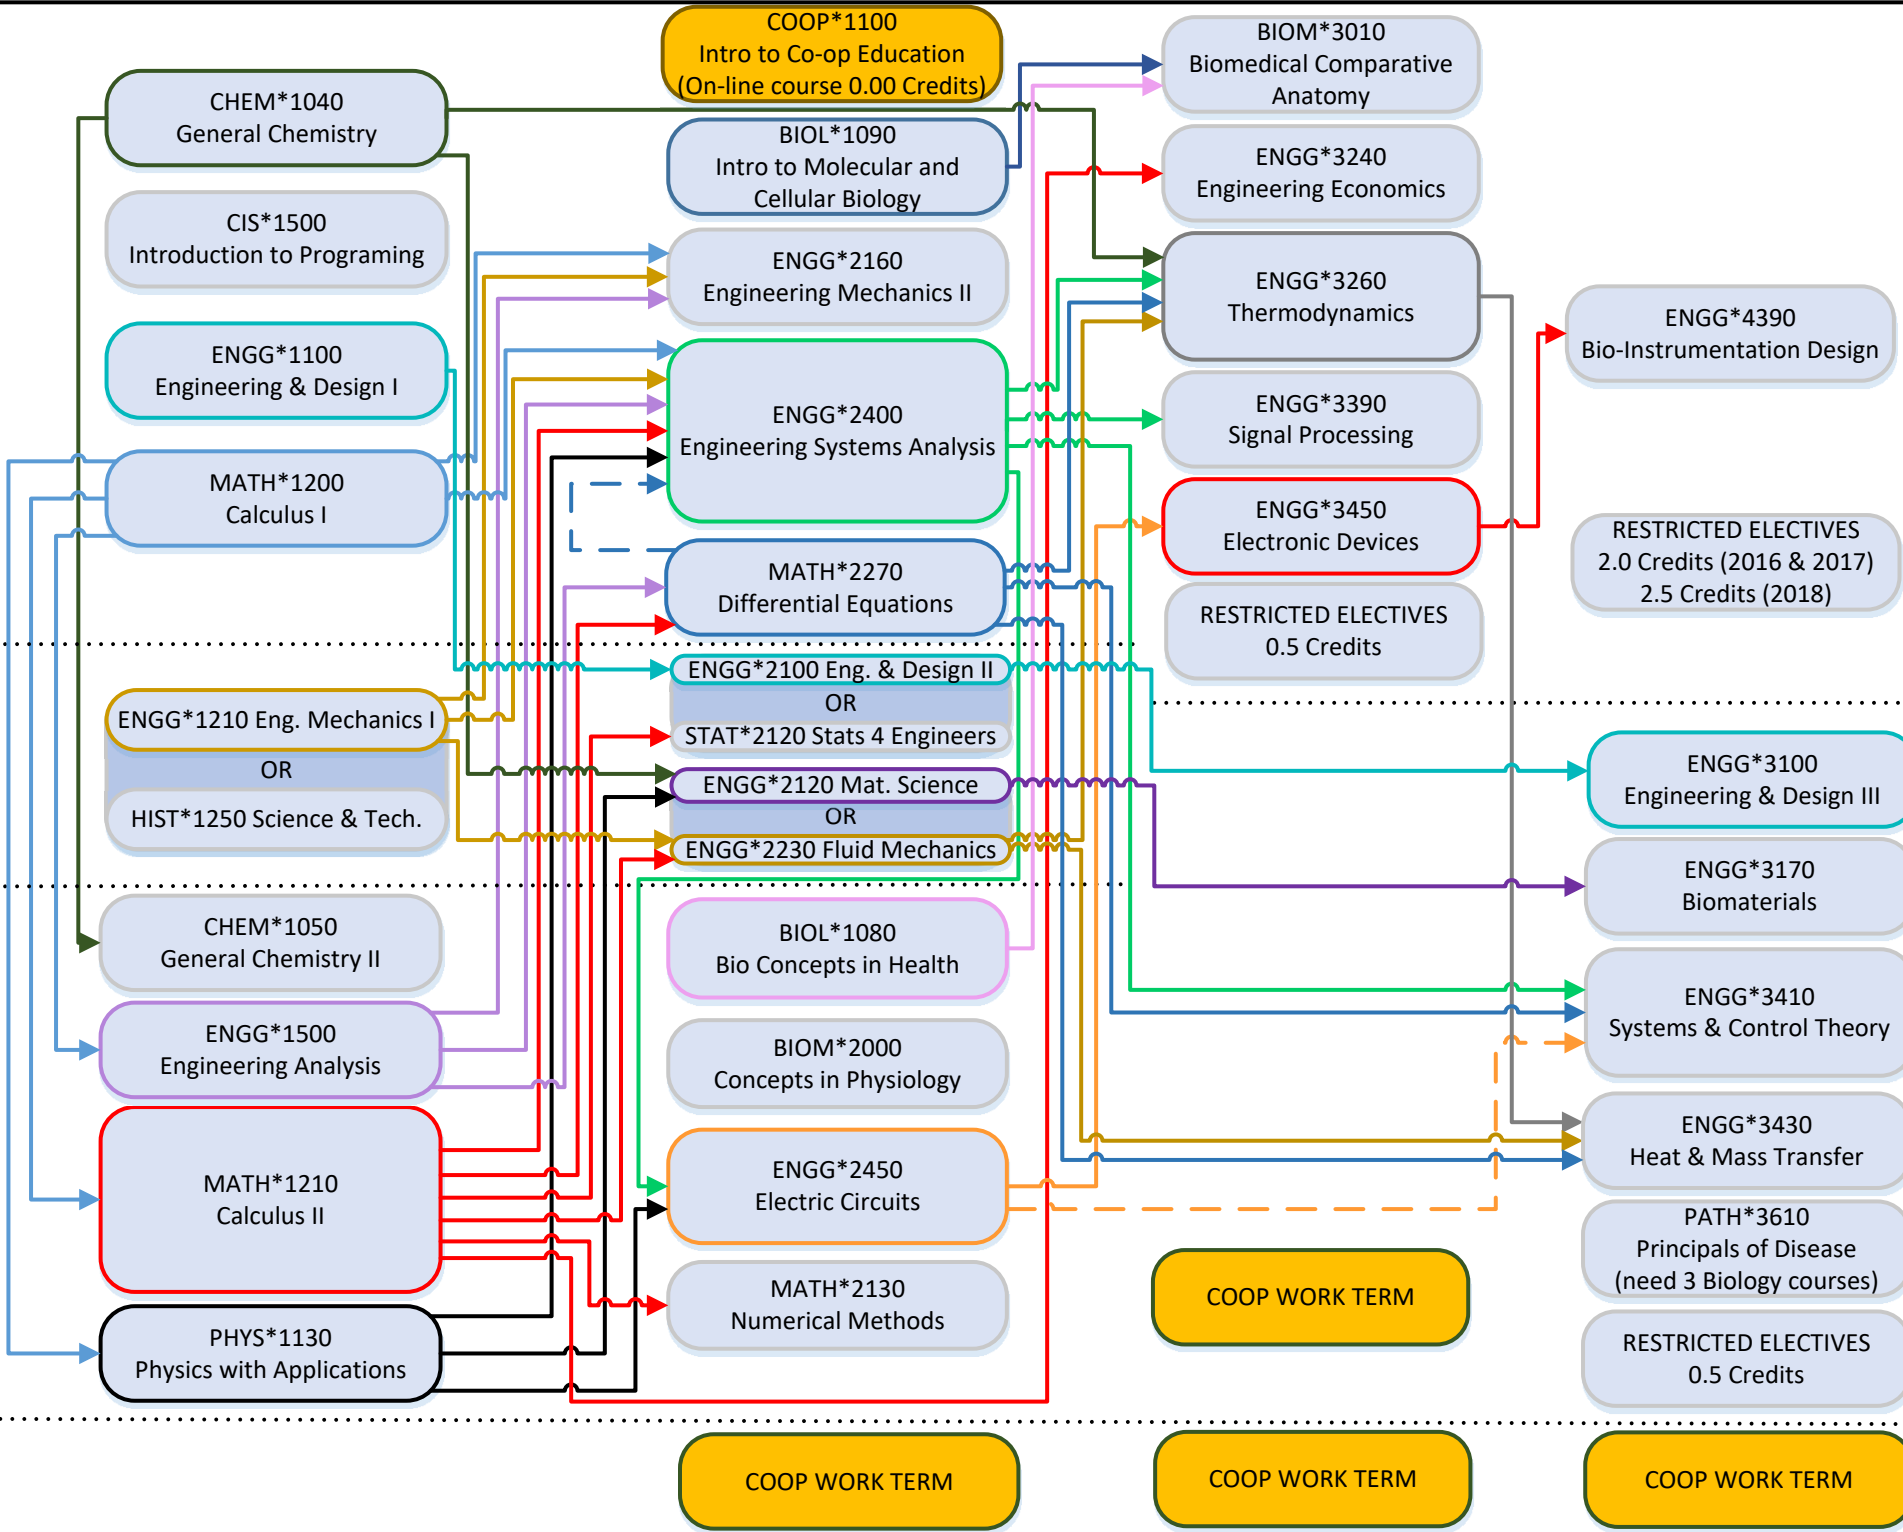 CHEM*1040
General Chemistry
CIS*1500
Introduction to Programing
ENGG*1100
Engineering & Design I
MATH*1200
Calculus I
ENGG*1210 Eng. Mechanics I
OR
HIST*1250 Science & Tech.
CHEM*1050
General Chemistry II
ENGG*1500
Engineering Analysis
MATH*1210
Calculus II
PHYS*1130
Physics with Applications
COOP*1100
Intro to Co-op Education
(On-line course 0.00 Credits)
BIOL*1090
Intro to Molecular and
Cellular Biology
ENGG*2160
Engineering Mechanics II
ENGG*2400
Engineering Systems Analysis
MATH*2270
Differential Equations
ENGG*2100 Eng. & Design II
OR
STAT*2120 Stats 4 Engineers
ENGG*2120 Mat. Science
OR
ENGG*2230 Fluid Mechanics
BIOL*1080
Bio Concepts in Health
BIOM*2000
Concepts in Physiology
ENGG*2450
Electric Circuits
MATH*2130
Numerical Methods
COOP WORK TERM
BIOM*3010
Biomedical Comparative
Anatomy
ENGG*3240
Engineering Economics
ENGG*3260
Thermodynamics
ENGG*3390
Signal Processing
ENGG*3450
Electronic Devices
RESTRICTED ELECTIVES
0.5 Credits
COOP WORK TERM
COOP WORK TERM
ENGG*4390
Bio-Instrumentation Design
RESTRICTED ELECTIVES
2.0 Credits (2016 & 2017)
2.5 Credits (2018)
ENGG*3100
Engineering & Design III
ENGG*3170
Biomaterials
ENGG*3410
Systems & Control Theory
ENGG*3430
Heat & Mass Transfer
PATH*3610
Principals of Disease
(need 3 Biology courses)
RESTRICTED ELECTIVES
0.5 Credits
COOP WORK TERM